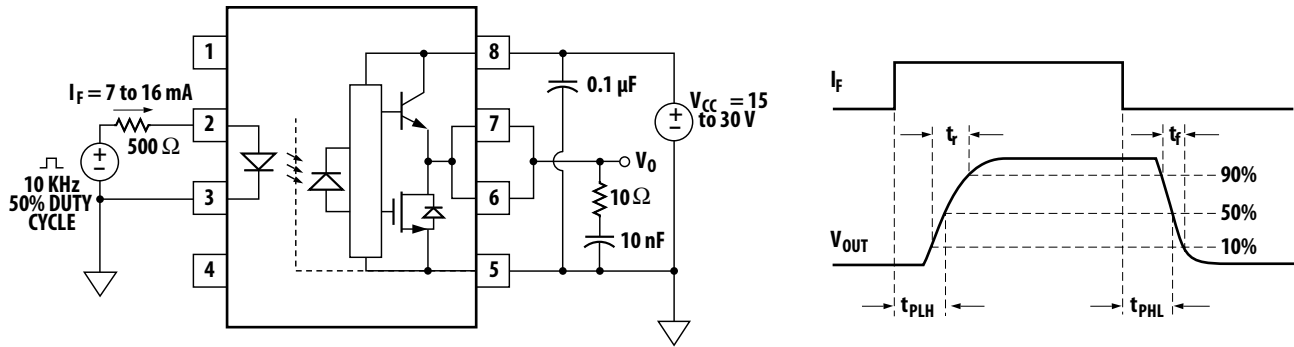 1
2
3
4
8
7
6
5
I_F = 7 to 16 mA
500 Ω
+
−
10 KHz
50% DUTY
CYCLE
0.1 µF
V_CC = 15
to 30 V
+
−
V_O
10 Ω
10 nF
I_F
t_r
t_f
90%
50%
10%
V_OUT
t_PLH
t_PHL